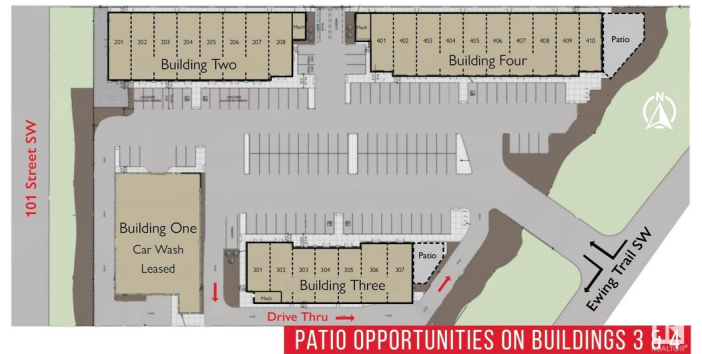 201 202 203 204 205 206 207 208
Mech
Building Two
Mech
401 402 403 404 405 406 407 408 409 410
Building Four
Patio
N
101 Street SW
Building One
Car Wash
Leased
301 302 303 304 305 306 307
Mech
Building Three
Patio
Drive Thru
Ewing Trail SW
PATIO OPPORTUNITIES ON BUILDINGS 3 & 4
REALTOR®